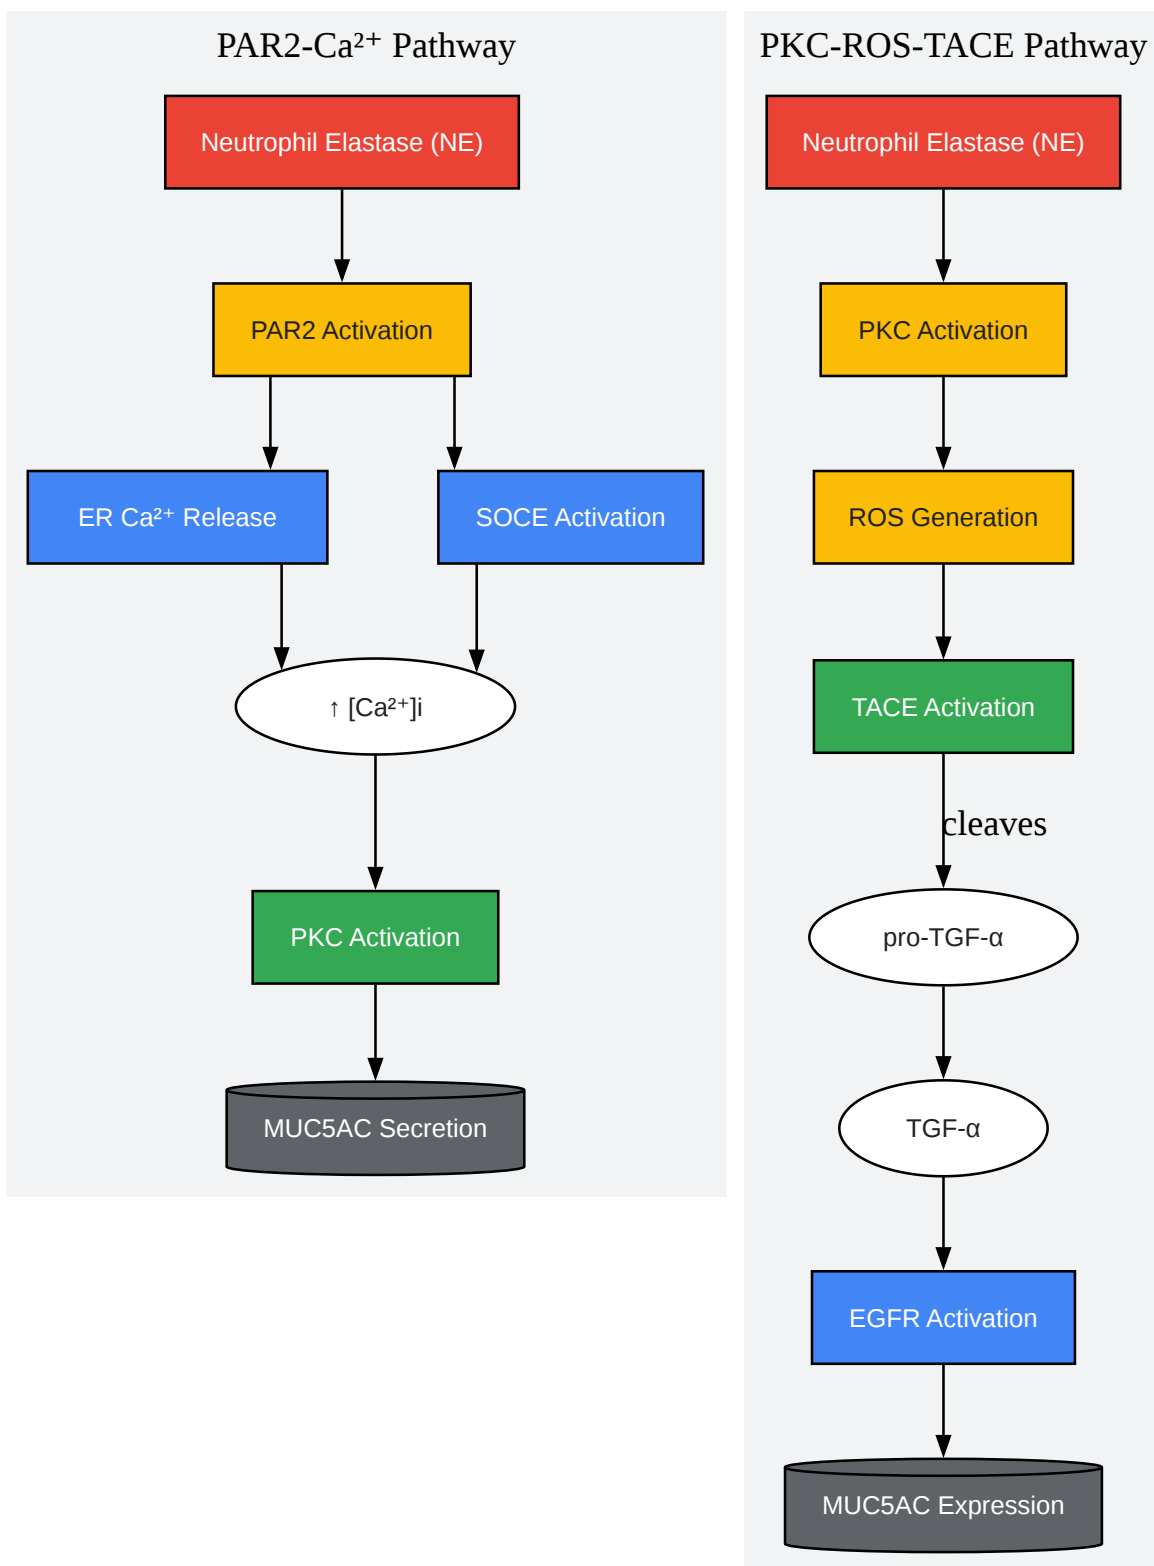 PAR2-Ca²⁺ Pathway
Neutrophil Elastase (NE)
PAR2 Activation
ER Ca²⁺ Release
SOCE Activation
↑ [Ca²⁺]i
PKC Activation
MUC5AC Secretion
PKC-ROS-TACE Pathway
Neutrophil Elastase (NE)
PKC Activation
ROS Generation
TACE Activation
cleaves
pro-TGF-α
TGF-α
EGFR Activation
MUC5AC Expression